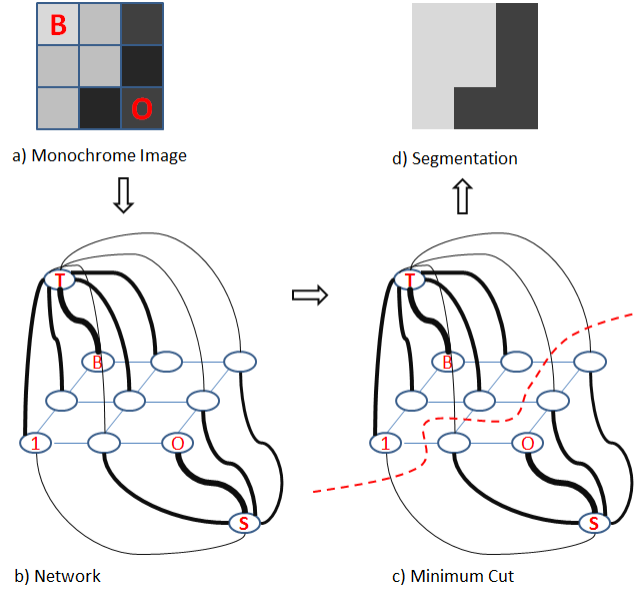 B
O
a) Monochrome Image
d) Segmentation
T
B
1
O
S
T
B
1
O
S
b) Network
c) Minimum Cut